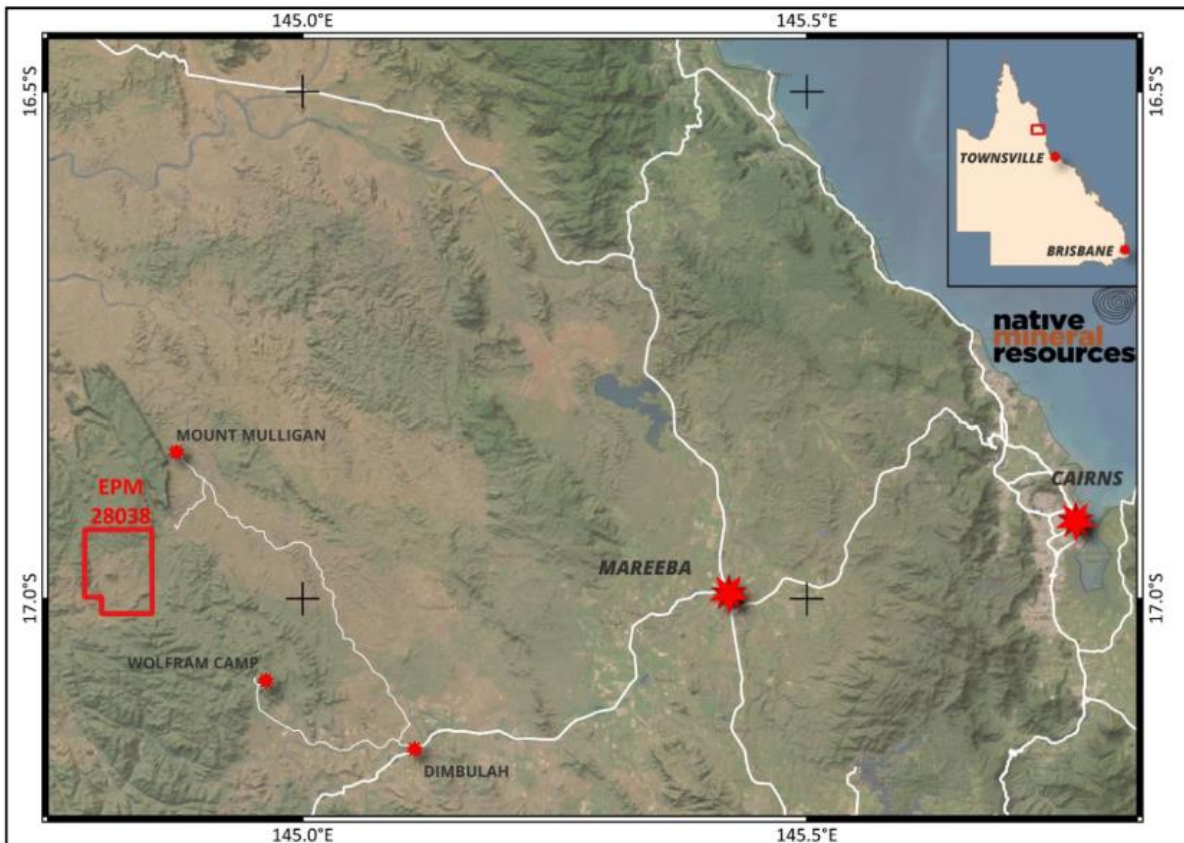 145.0°E
145.5°E
16.5°S
16.5°S
TOWNSVILLE
BRISBANE
native
mineral
resources
MOUNT MULLIGAN
EPM
28038
CAIRNS
MAREEBA
17.0°S
17.0°S
WOLFRAM CAMP
DIMBULAH
145.0°E
145.5°E